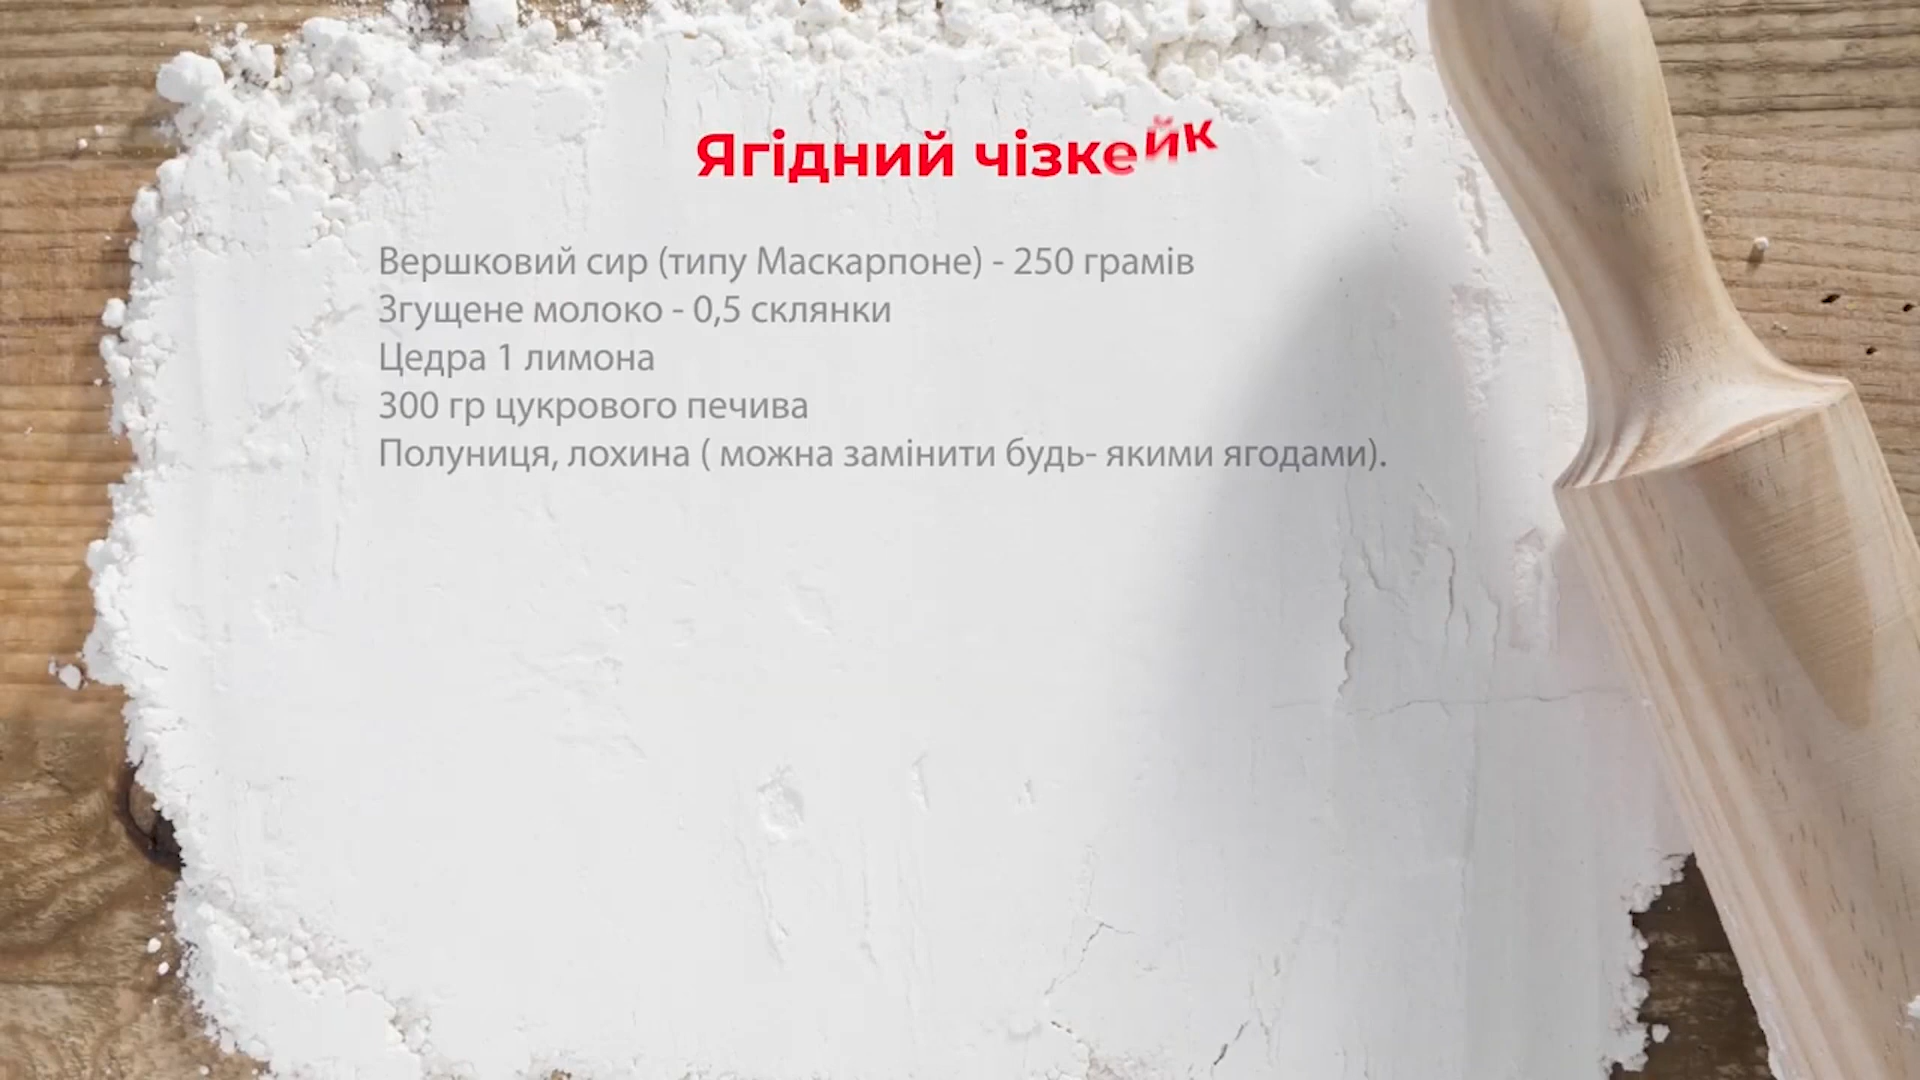 Ягідний чізкейк
Вершковий сир (типу Маскарпоне) - 250 грамів
Згущене молоко - 0,5 склянки
Цедра 1 лимона
300 гр цукрового печива
Полуниця, лохина ( можна замінити будь- якими ягодами).